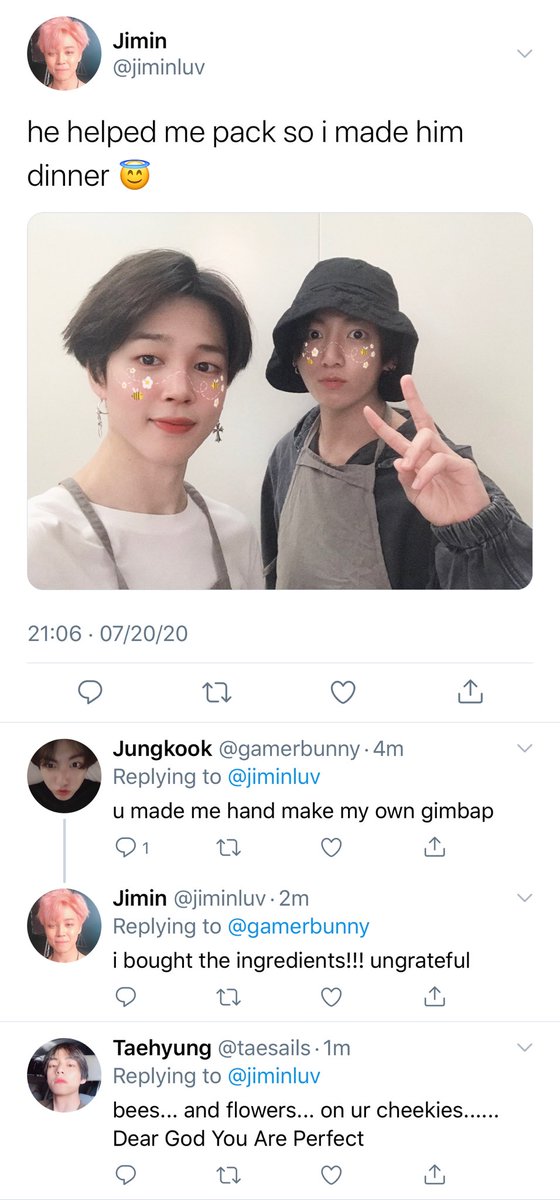 Jimin
@jiminluv
he helped me pack so i made him
dinner 😇
21:06 · 07/20/20
Jungkook @gamerbunny · 4m
Replying to @jiminluv
u made me hand make my own gimbap
1
Jimin @jiminluv · 2m
Replying to @gamerbunny
i bought the ingredients!!! ungrateful
Taehyung @taesails · 1m
Replying to @jiminluv
bees... and flowers... on ur cheekies......
Dear God You Are Perfect